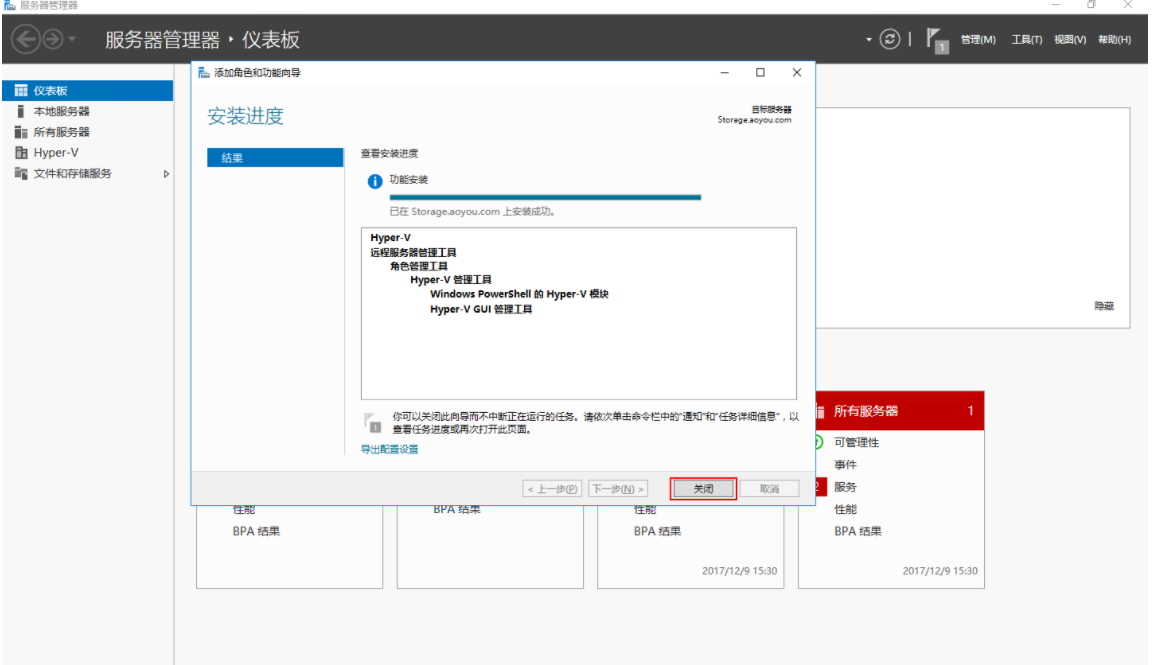 服务器管理器
服务器管理器 · 仪表板
1
管理(M) 工具(T) 视图(V) 帮助(H)
仪表板
本地服务器
所有服务器
Hyper-V
文件和存储服务
添加角色和功能向导
安装进度
目标服务器
Storage.aoyou.com
结果
查看安装进度
功能安装
已在 Storage.aoyou.com 上安装成功。
Hyper-V
远程服务器管理工具
角色管理工具
Hyper-V 管理工具
Windows PowerShell 的 Hyper-V 模块
Hyper-V GUI 管理工具
1
你可以关闭此向导而不中断正在运行的任务。请依次单击命令栏中的"通知"和"任务详细信息"，以
查看任务进度或再次打开此页面。
导出配置设置
< 上一步(P) 下一步(N) > 关闭 取消
隐藏
所有服务器 1
可管理性
事件
2 服务
性能
BPA 结果
2017/12/9 15:30
性能
BPA 结果
BPA 结果
性能
BPA 结果
2017/12/9 15:30